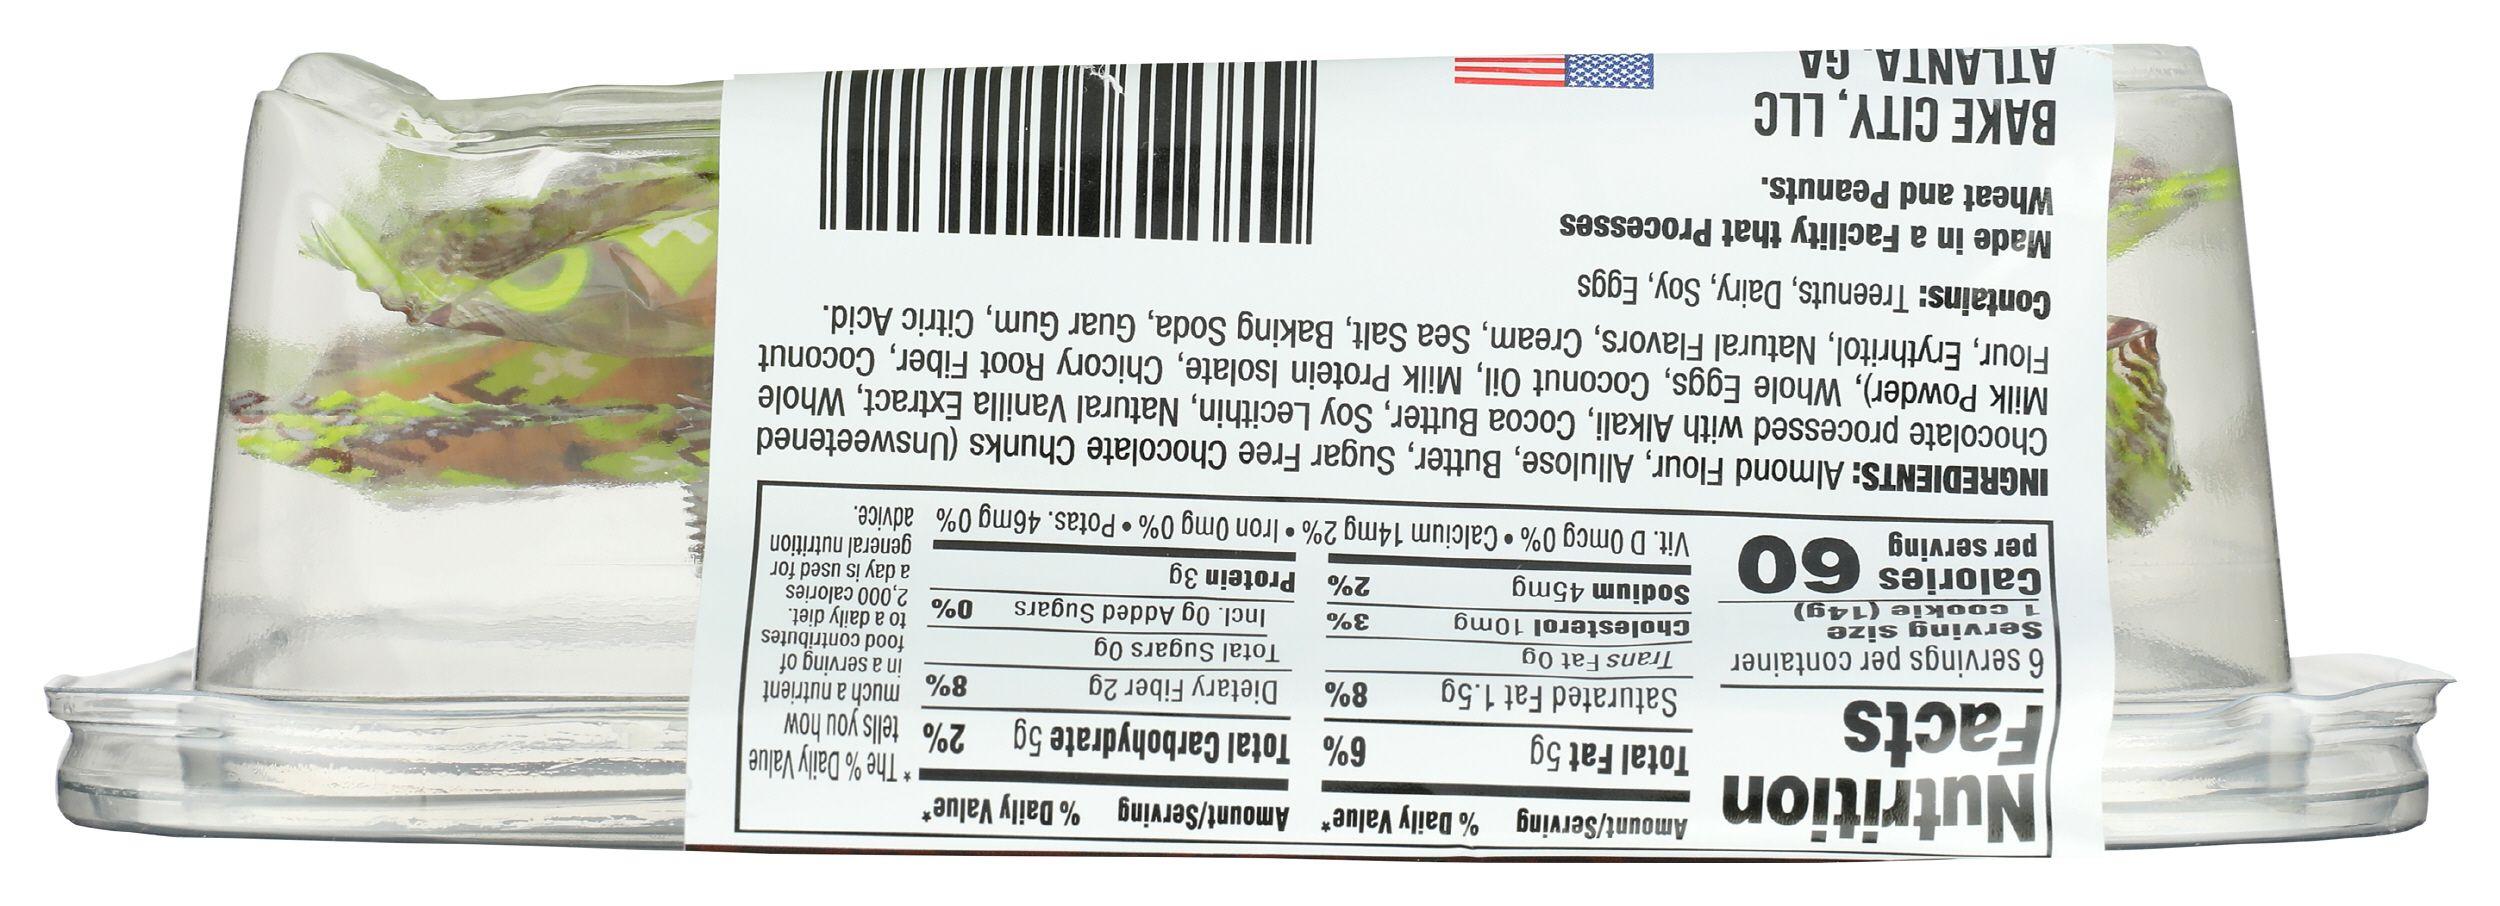 Nutrition
Facts
6 servings per container
Serving size
1 cookie (14g)
Calories
per serving
60
Amount/Serving % Daily Value*
Total Fat 5g 6%
Saturated Fat 1.5g 8%
Trans Fat 0g
Cholesterol 10mg 3%
Sodium 45mg 2%
Amount/Serving % Daily Value*
Total Carbohydrate 5g 2%
Dietary Fiber 2g 8%
Total Sugars 0g
Incl. 0g Added Sugars 0%
Protein 3g
Vit. D 0mcg 0% • Calcium 14mg 2% • Iron 0mg 0% • Potas. 46mg 0%
* The % Daily Value
tells you how
much a nutrient
in a serving of
food contributes
to a daily diet.
2,000 calories
a day is used for
general nutrition
advice.
INGREDIENTS: Almond Flour, Allulose, Butter, Sugar Free Chocolate Chunks (Unsweetened
Chocolate processed with Alkali, Cocoa Butter, Soy Lecithin, Natural Vanilla Extract, Whole
Milk Powder), Whole Eggs, Coconut Oil, Milk Protein Isolate, Chicory Root Fiber, Coconut
Flour, Erythritol, Natural Flavors, Cream, Sea Salt, Baking Soda, Guar Gum, Citric Acid.
Contains: Treenuts, Dairy, Soy, Eggs
Made in a Facility that Processes
Wheat and Peanuts.
BAKE CITY, LLC
ATLANTA, GA